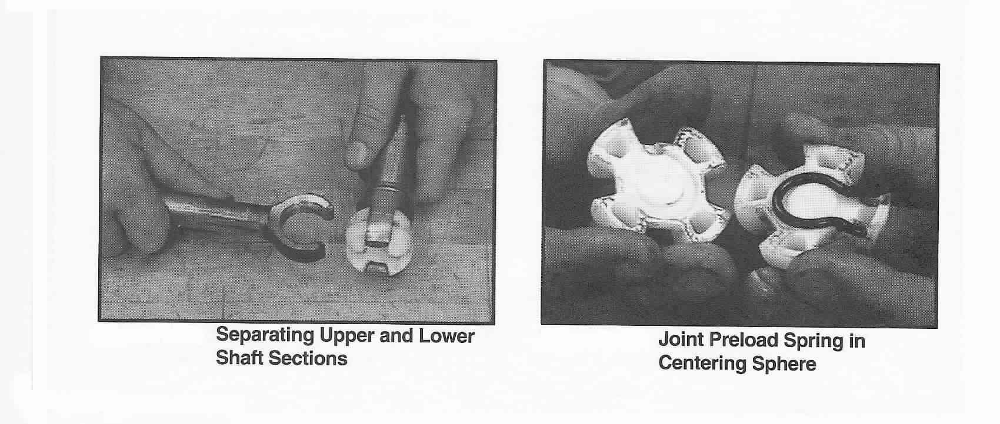 Separating Upper and Lower
Shaft Sections
Joint Preload Spring in
Centering Sphere